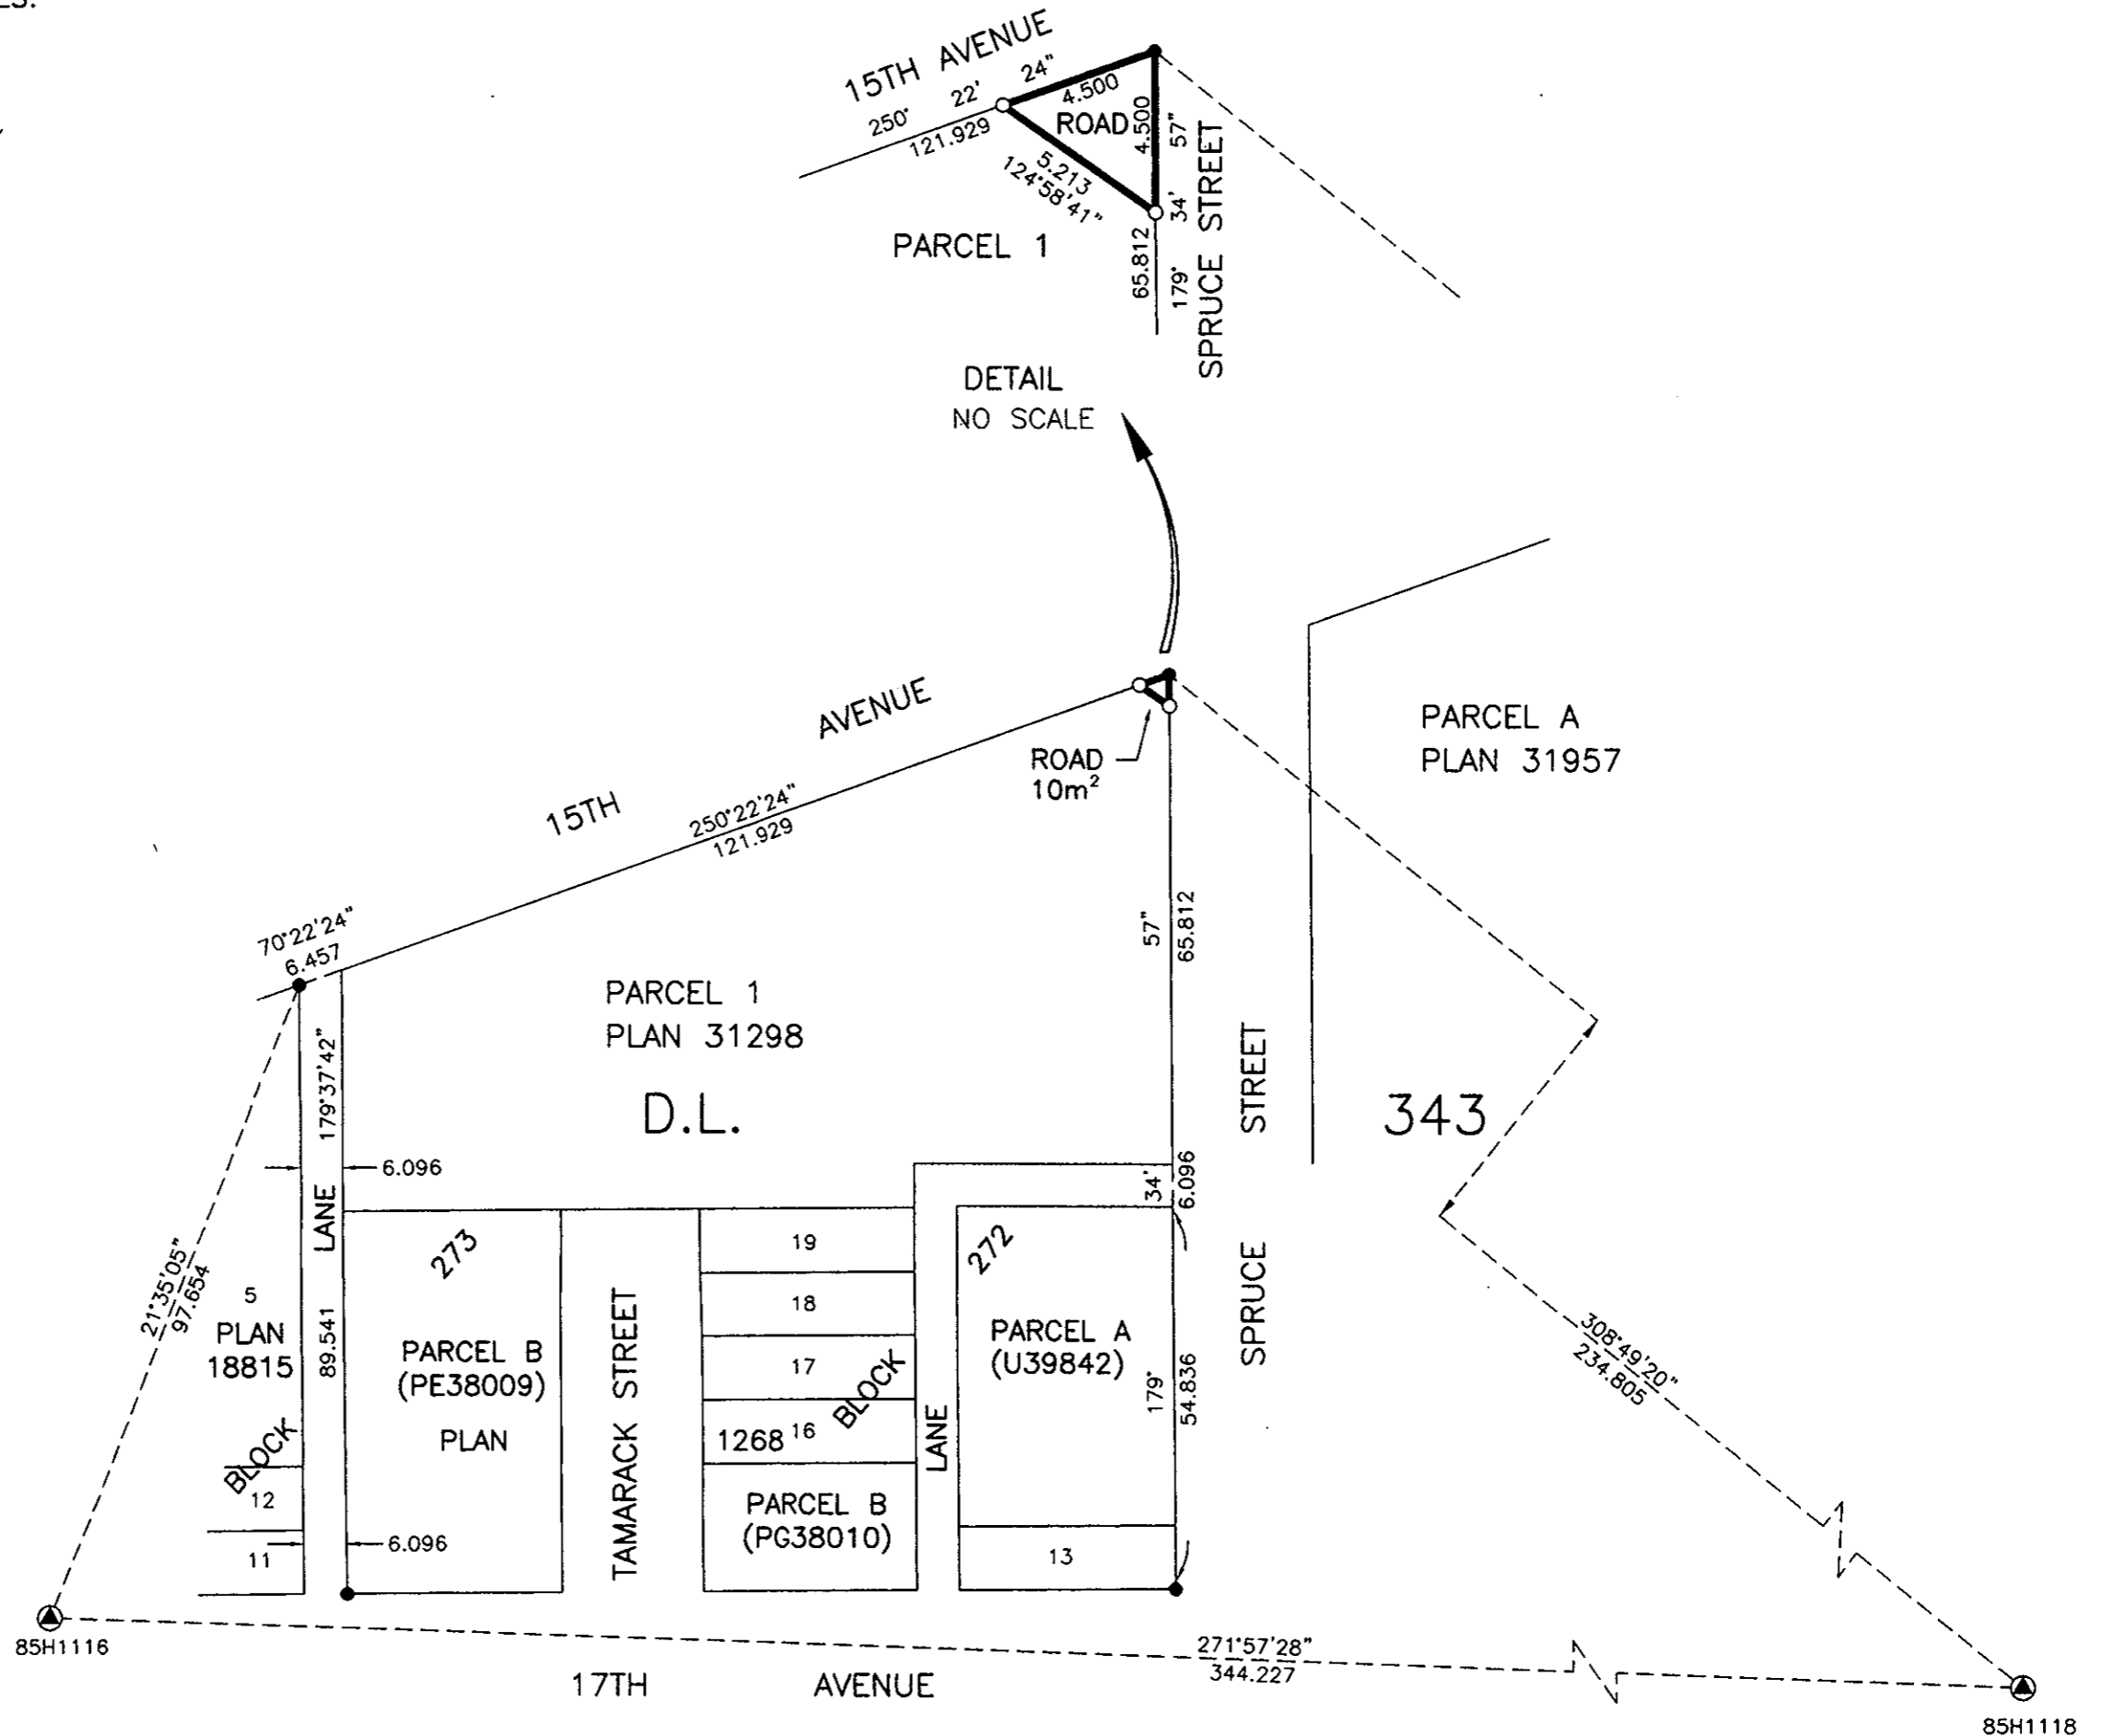 15TH AVENUE
250° 22' 24"
121.929
4.500
ROAD
4.500
5.213
124°58'41"
179° 34' 57"
65.812
SPRUCE STREET
PARCEL 1
DETAIL
NO SCALE
15TH AVENUE
250°22'24"
121.929
ROAD
10m²
PARCEL A
PLAN 31957
70°22'24"
6.457
PARCEL 1
PLAN 31298
D.L.
343
179° 34' 57"
65.812
6.096
54.836
SPRUCE STREET
179°37'42"
89.541
LANE
6.096
6.096
21°35'05"
97.654
5
PLAN
18815
BLOCK
12
11
273
PARCEL B
(PE38009)
PLAN
TAMARACK STREET
19
18
17
1268 16
BLOCK
PARCEL B
(PG38010)
LANE
272
PARCEL A
(U39842)
13
308°49'20"
234.805
271°57'28"
344.227
85H1116
17TH AVENUE
85H1118